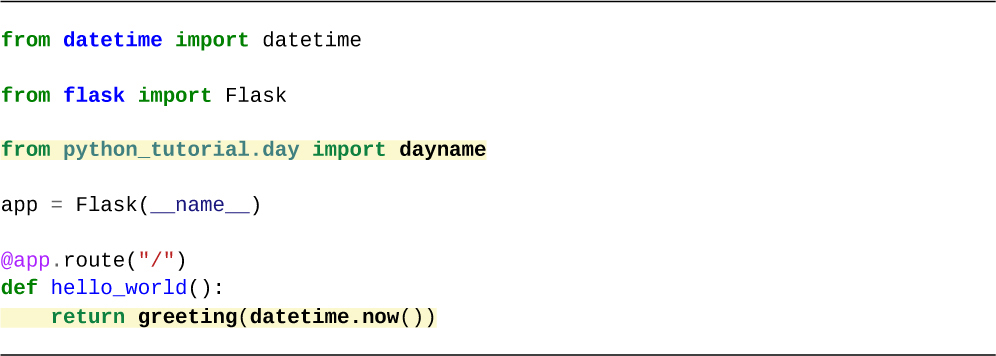 from datetime import datetime
from flask import Flask
from python_tutorial.day import dayname
app = Flask(__name__)
@app.route("/")
def hello_world():
    return greeting(datetime.now())